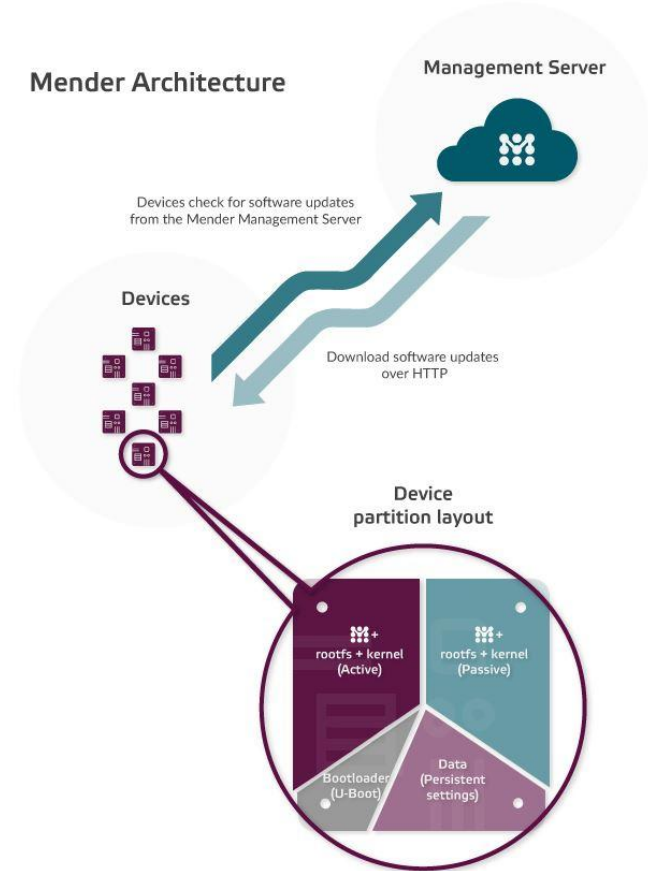 Mender Architecture
Management Server
Devices check for software updates
from the Mender Management Server
Devices
Download software updates
over HTTP
Device
partition layout
+
rootfs + kernel
(Active)
+
rootfs + kernel
(Passive)
Bootloader
(U-Boot)
Data
(Persistent
settings)